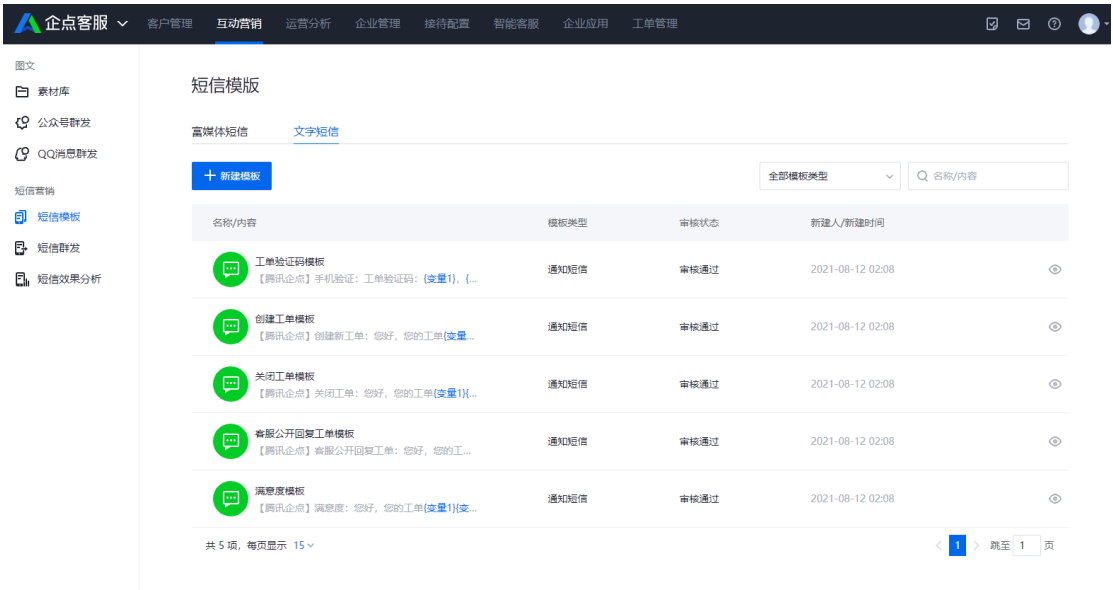 企点客服 客户管理 互动营销 运营分析 企业管理 接待配置 智能客服 企业应用 工单管理
图文
素材库
公众号群发
QQ消息群发
短信营销
短信模板
短信群发
短信效果分析
短信模版
富媒体短信 文字短信
新建模板 全部模板类型 名称/内容
名称/内容 模板类型 审核状态 新建人/新建时间
工单验证码模板
【腾讯企点】手机验证：工单验证码：{变量1}，{... 通知短信 审核通过 2021-08-12 02:08
创建工单模板
【腾讯企点】创建新工单：您好，您的工单{变量... 通知短信 审核通过 2021-08-12 02:08
关闭工单模板
【腾讯企点】关闭工单：您好，您的工单{变量1}{... 通知短信 审核通过 2021-08-12 02:08
客服公开回复工单模板
【腾讯企点】客服公开回复工单：您好，您的工... 通知短信 审核通过 2021-08-12 02:08
满意度模板
【腾讯企点】满意度：您好，您的工单{变量1}{变... 通知短信 审核通过 2021-08-12 02:08
共 5 项，每页显示 15 1 跳至 1 页